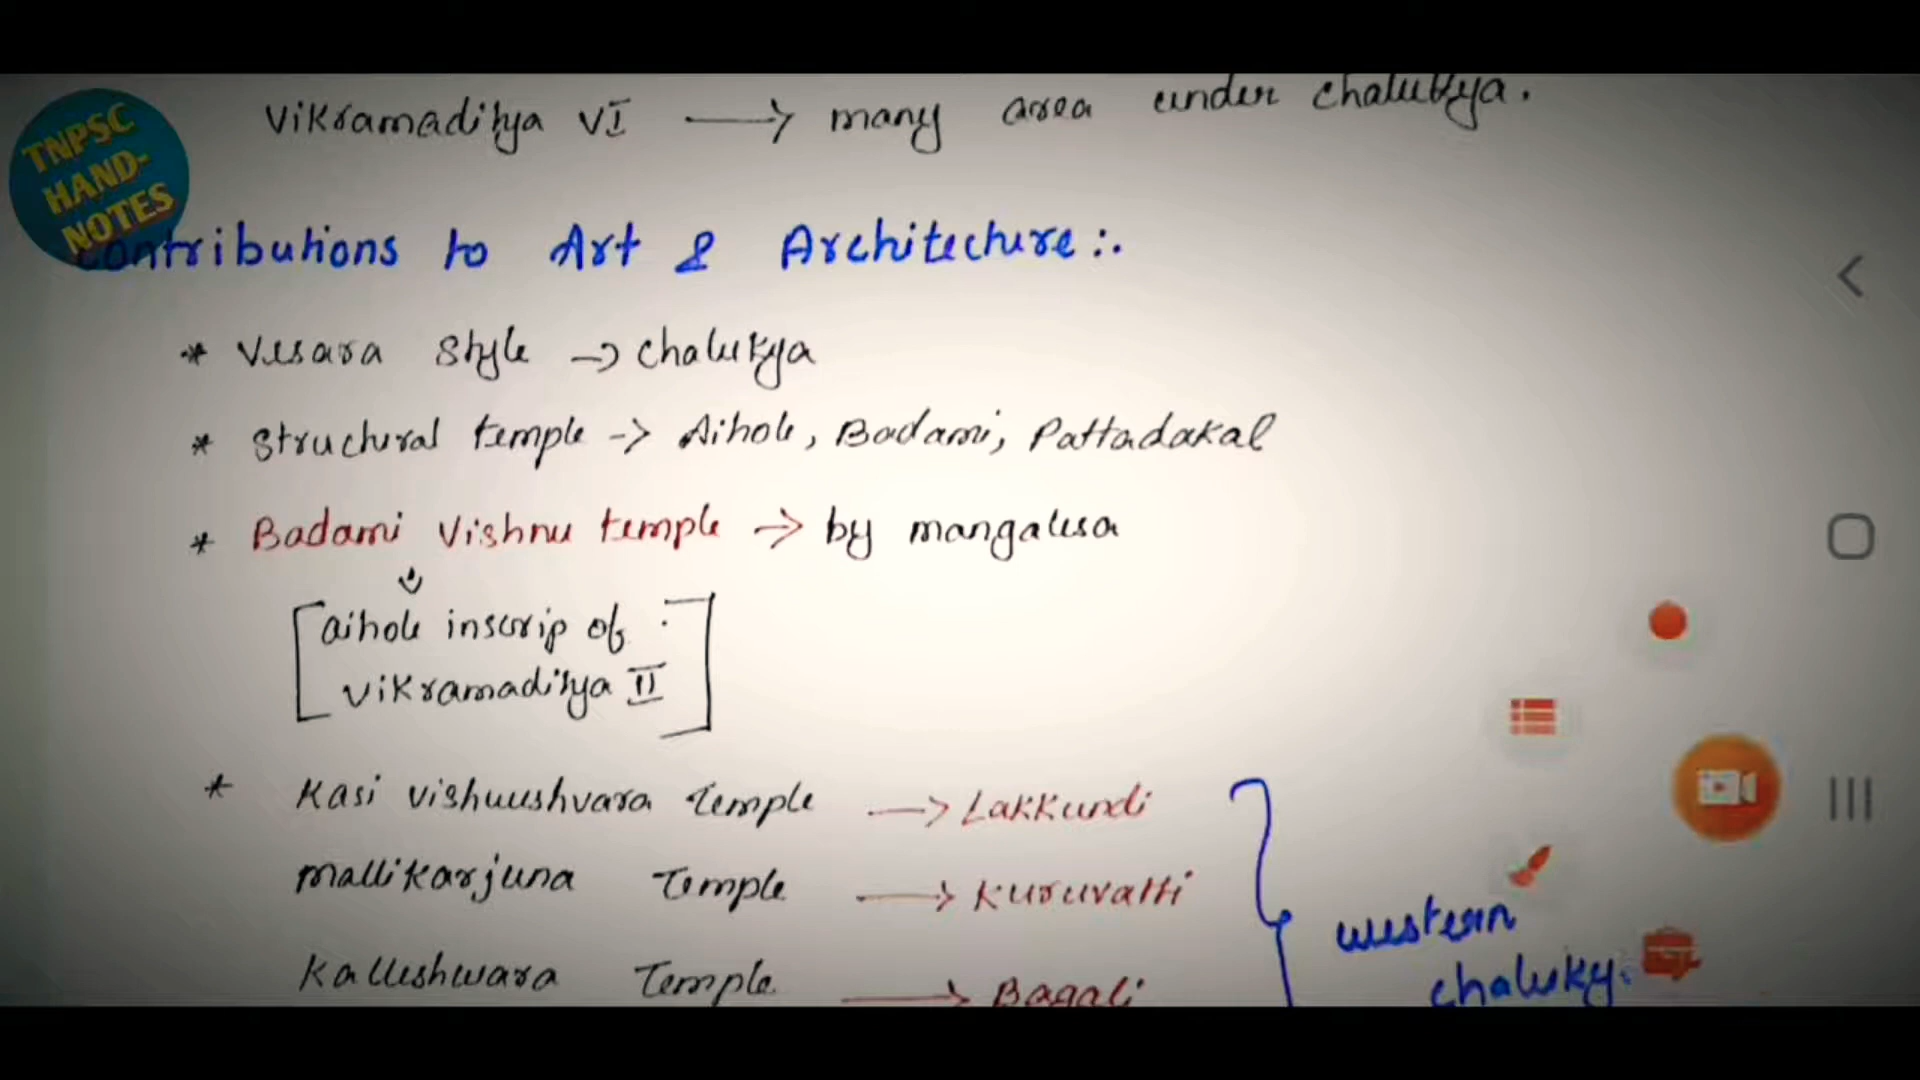 Vikramaditya VI → many area under chalukya.
TNPSC
HAND-
NOTES
Contributions to Art & Architecture :.
* Vesara style → chalukya
* Structural temple → Aihole, Badami, Pattadakal
* Badami Vishnu temple → by mangalesa
[aihole inscrip of
vikramaditya II]
* Kasi vishweshvara Temple → Lakkundi
mallikarjuna Temple → Kuruvatti
Kalleshwara Temple → Bagali
western
chaluky.